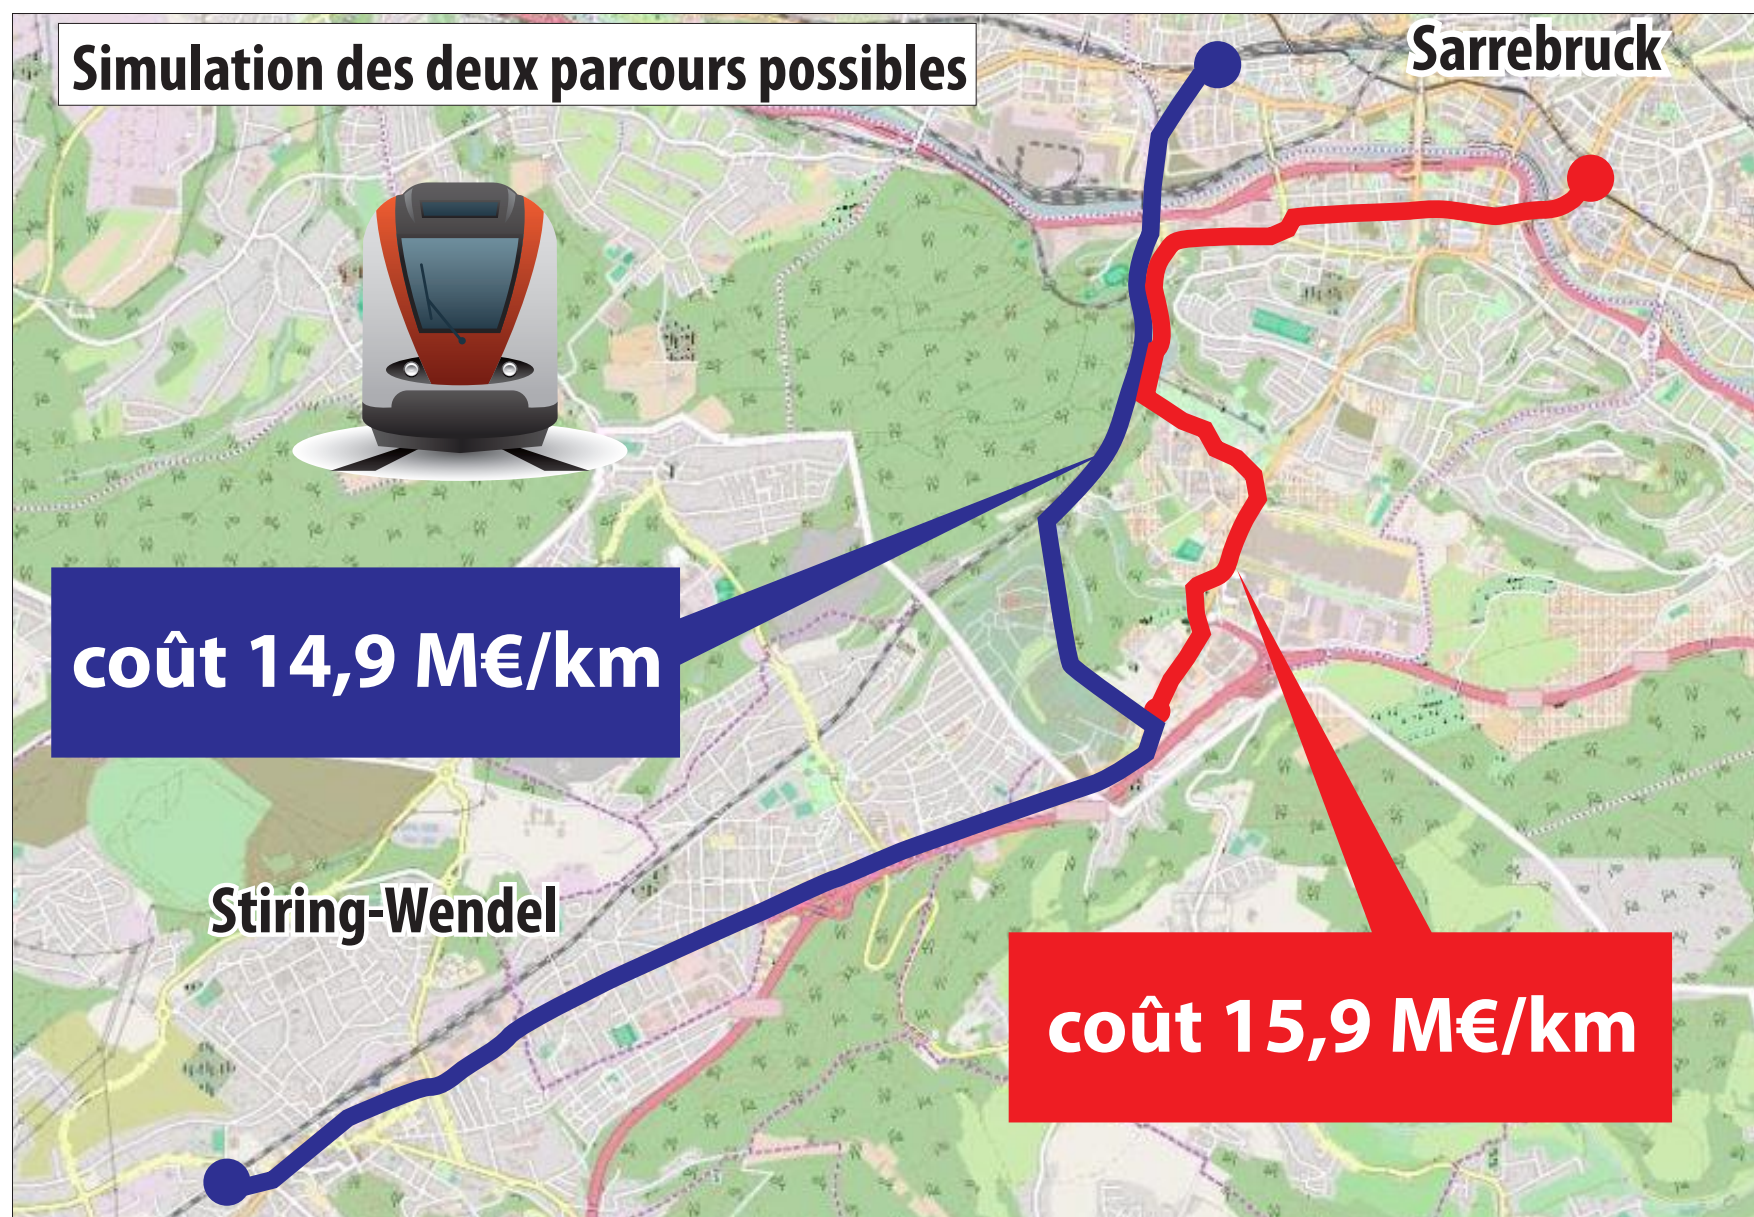 Simulation des deux parcours possibles
Sarrebruck
coût 14,9 M€/km
Stiring-Wendel
coût 15,9 M€/km